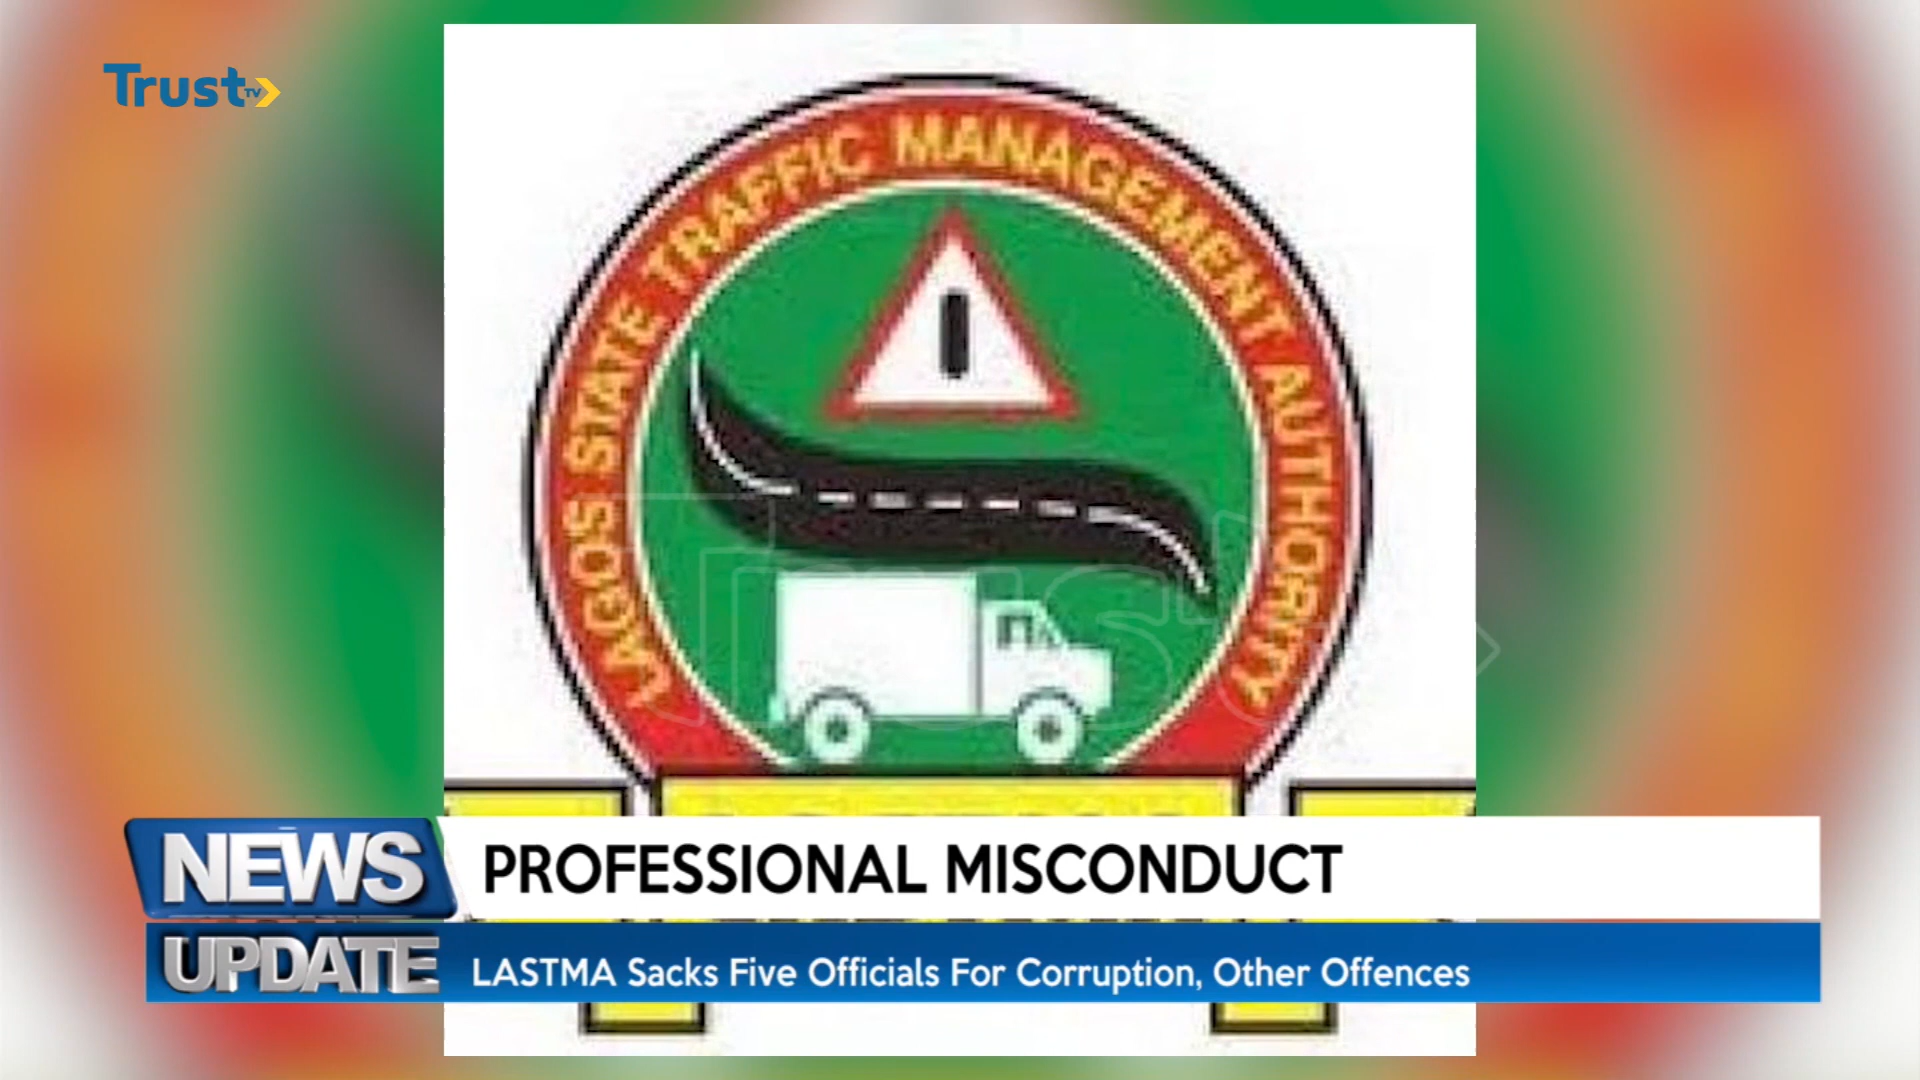 Trust TV
LAGOS STATE TRAFFIC MANAGEMENT AUTHORITY
Trust
NEWS
PROFESSIONAL MISCONDUCT
UPDATE
LASTMA Sacks Five Officials For Corruption, Other Offences